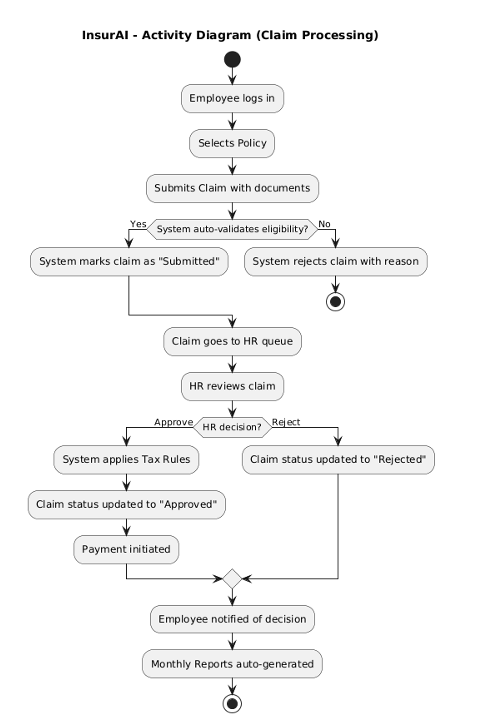 InsurAI - Activity Diagram (Claim Processing)
Employee logs in
Selects Policy
Submits Claim with documents
Yes
System auto-validates eligibility?
No
System marks claim as "Submitted"
System rejects claim with reason
Claim goes to HR queue
HR reviews claim
Approve
HR decision?
Reject
System applies Tax Rules
Claim status updated to "Rejected"
Claim status updated to "Approved"
Payment initiated
Employee notified of decision
Monthly Reports auto-generated